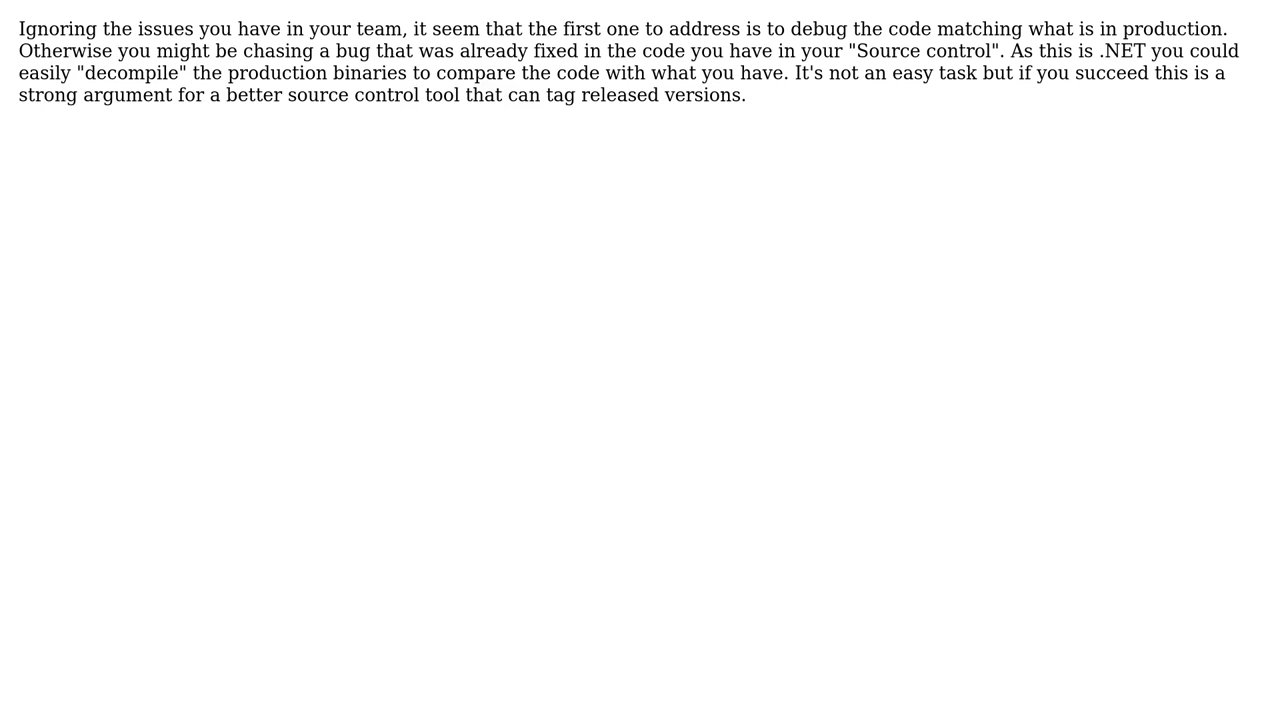 Ignoring the issues you have in your team, it seem that the first one to address is to debug the code matching what is in production.
Otherwise you might be chasing a bug that was already fixed in the code you have in your "Source control". As this is .NET you could
easily "decompile" the production binaries to compare the code with what you have. It's not an easy task but if you succeed this is a
strong argument for a better source control tool that can tag released versions.